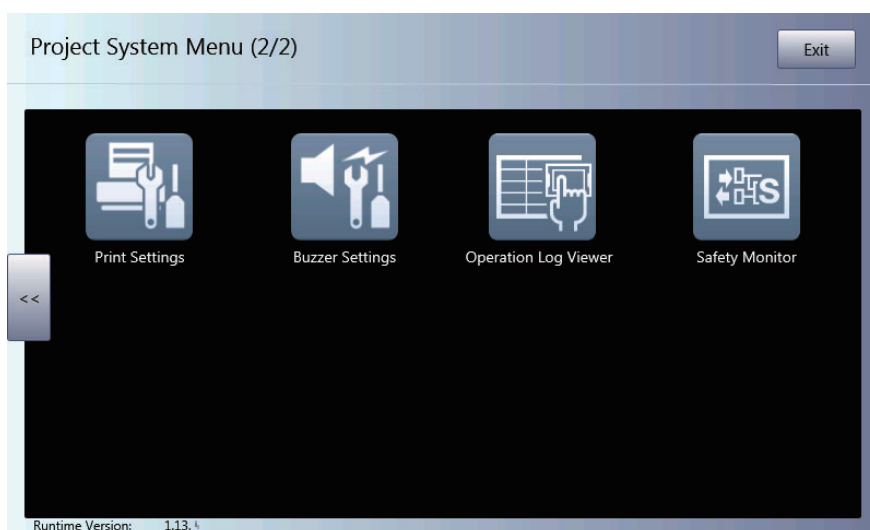 Project System Menu (2/2)
Exit
Print Settings
Buzzer Settings
Operation Log Viewer
S
Safety Monitor
<<
Runtime Version: 1.13.